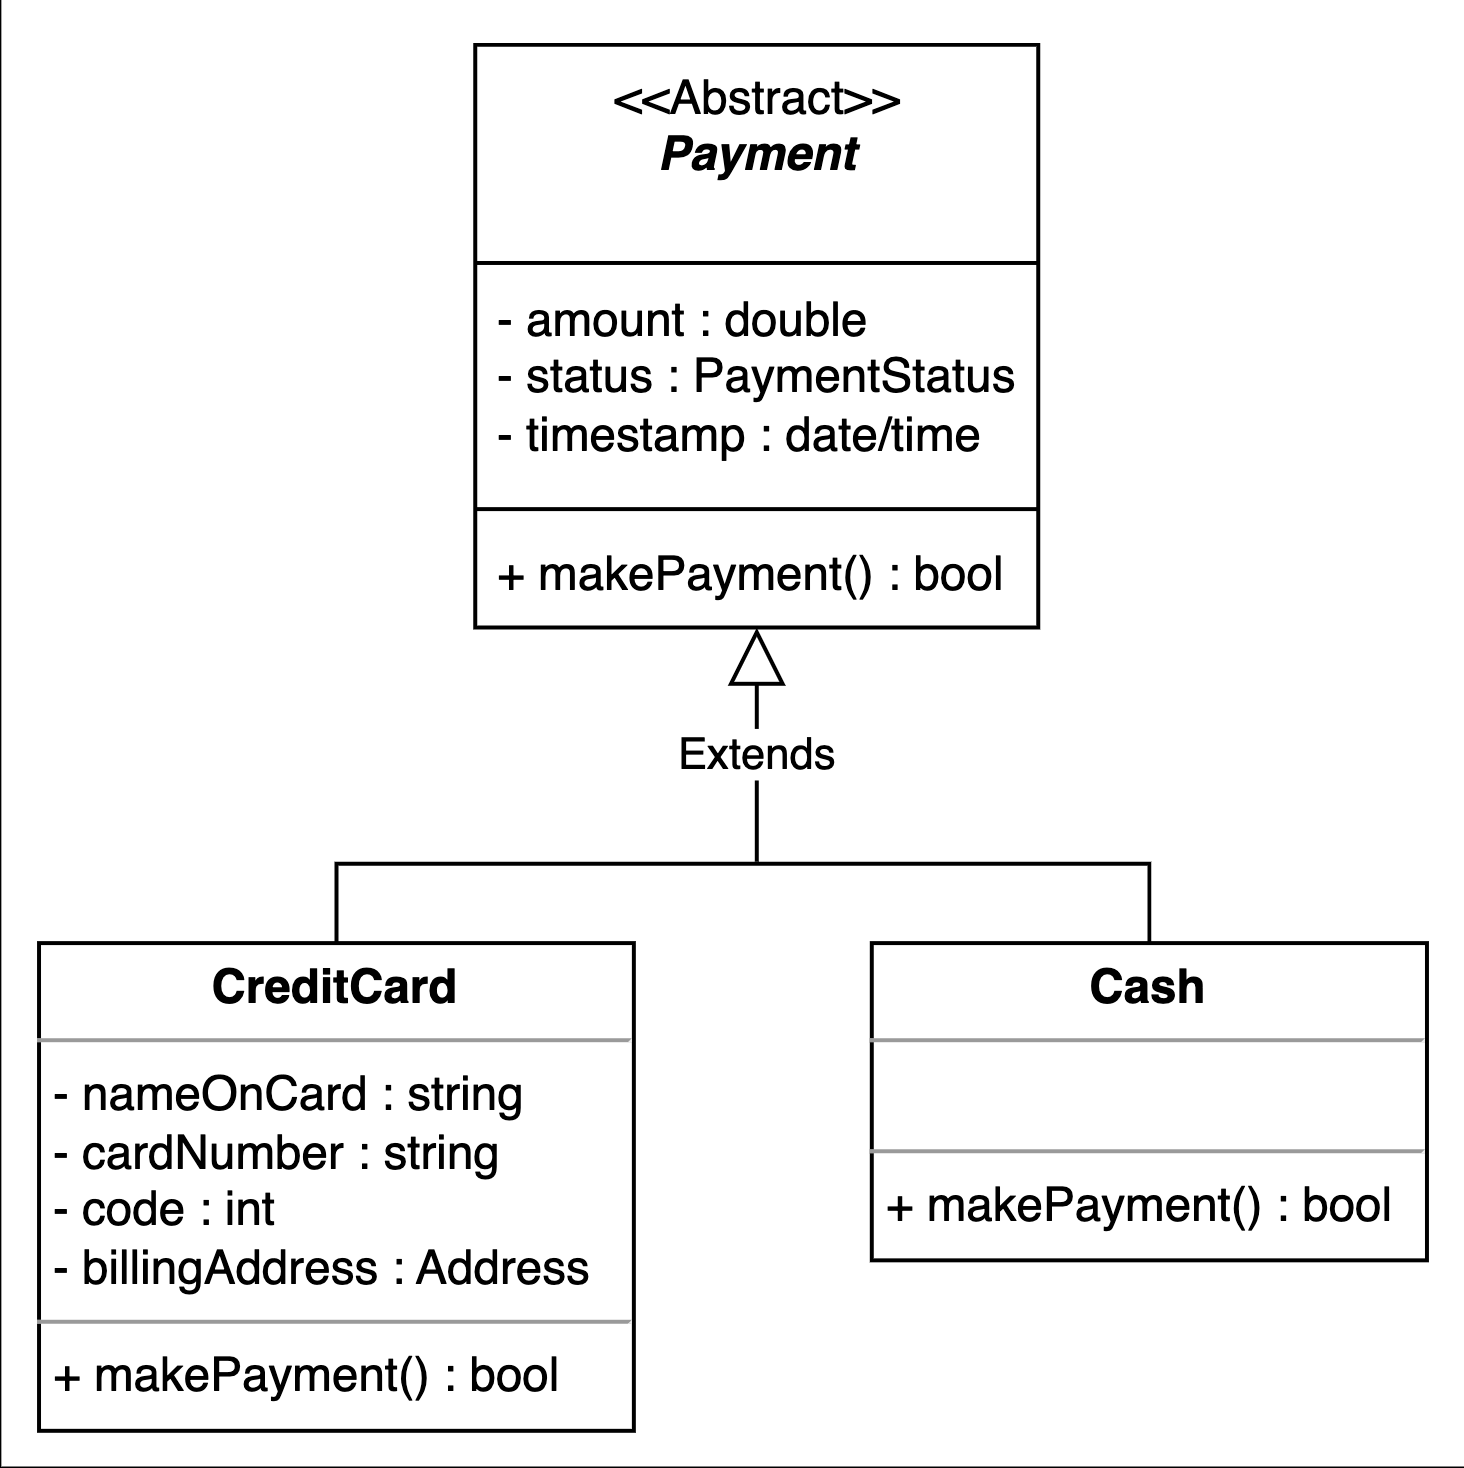 <<Abstract>>
Payment
- amount : double
- status : PaymentStatus
- timestamp : date/time
+ makePayment() : bool
Extends
CreditCard
- nameOnCard : string
- cardNumber : string
- code : int
- billingAddress : Address
+ makePayment() : bool
Cash
+ makePayment() : bool